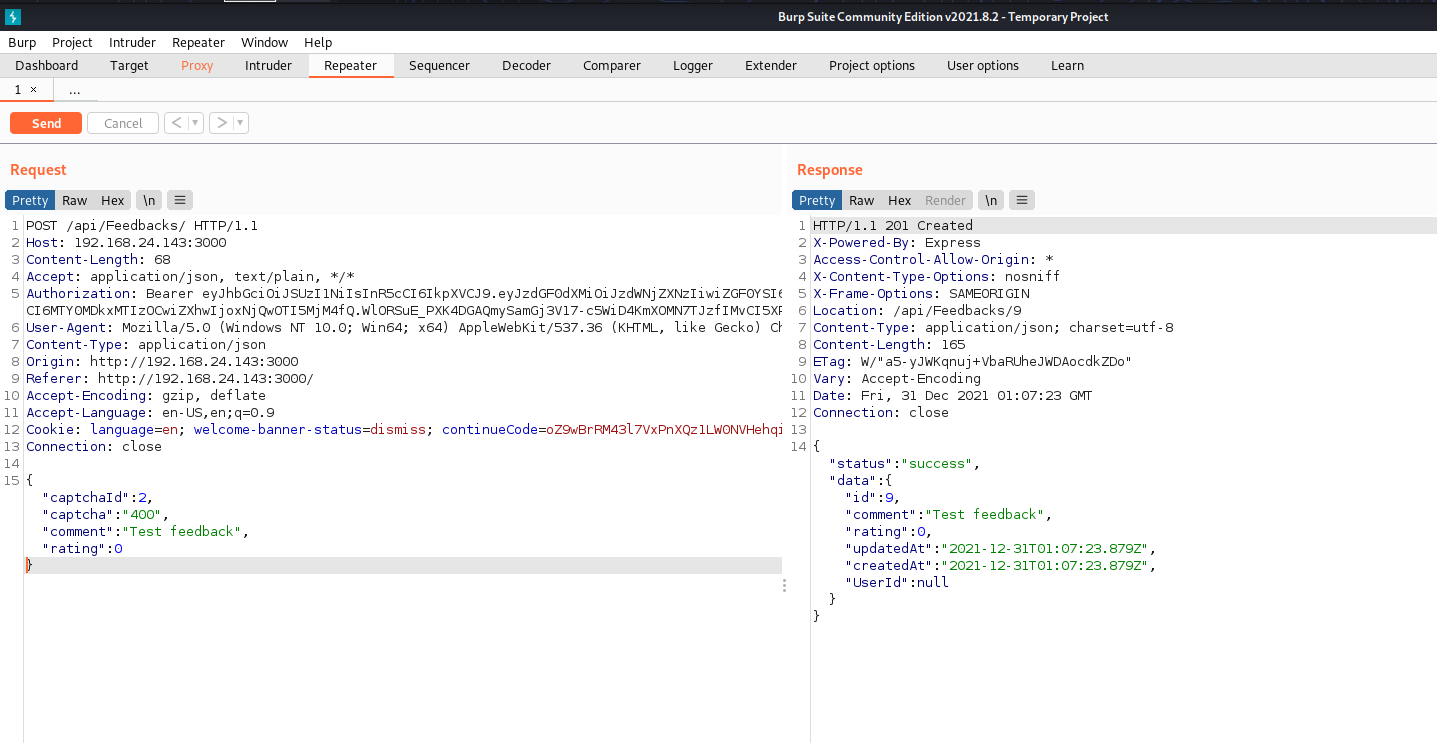 Burp Suite Community Edition v2021.8.2 - Temporary Project
Burp Project Intruder Repeater Window Help
Dashboard Target Proxy Intruder Repeater Sequencer Decoder Comparer Logger Extender Project options User options Learn
1 × ...
Send Cancel < ▾ > ▾
Request
Pretty Raw Hex \n ≡
1 POST /api/Feedbacks/ HTTP/1.1
2 Host: 192.168.24.143:3000
3 Content-Length: 68
4 Accept: application/json, text/plain, */*
5 Authorization: Bearer
6 User-Agent: Mozilla/5.0 (Windows NT 10.0; Win64; x64) AppleWebKit/537.36 (KHTML, like Gecko) Ch
7 Content-Type: application/json
8 Origin: http://192.168.24.143:3000
9 Referer: http://192.168.24.143:3000/
10 Accept-Encoding: gzip, deflate
11 Accept-Language: en-US,en;q=0.9
12 Cookie: language=en; welcome-banner-status=dismiss;
13 Connection: close
14
15 {
"captchaId":2,
"captcha":"400",
"comment":"Test feedback",
"rating":0
}
Response
Pretty Raw Hex Render \n ≡
1 HTTP/1.1 201 Created
2 X-Powered-By: Express
3 Access-Control-Allow-Origin: *
4 X-Content-Type-Options: nosniff
5 X-Frame-Options: SAMEORIGIN
6 Location: /api/Feedbacks/9
7 Content-Type: application/json; charset=utf-8
8 Content-Length: 165
9 ETag: W/"a5-yJWKqnuj+VbaRUheJWDAocdkZDo"
10 Vary: Accept-Encoding
11 Date: Fri, 31 Dec 2021 01:07:23 GMT
12 Connection: close
13
14 {
"status":"success",
"data":{
"id":9,
"comment":"Test feedback",
"rating":0,
"updatedAt":"2021-12-31T01:07:23.879Z",
"createdAt":"2021-12-31T01:07:23.879Z",
"UserId":null
}
}